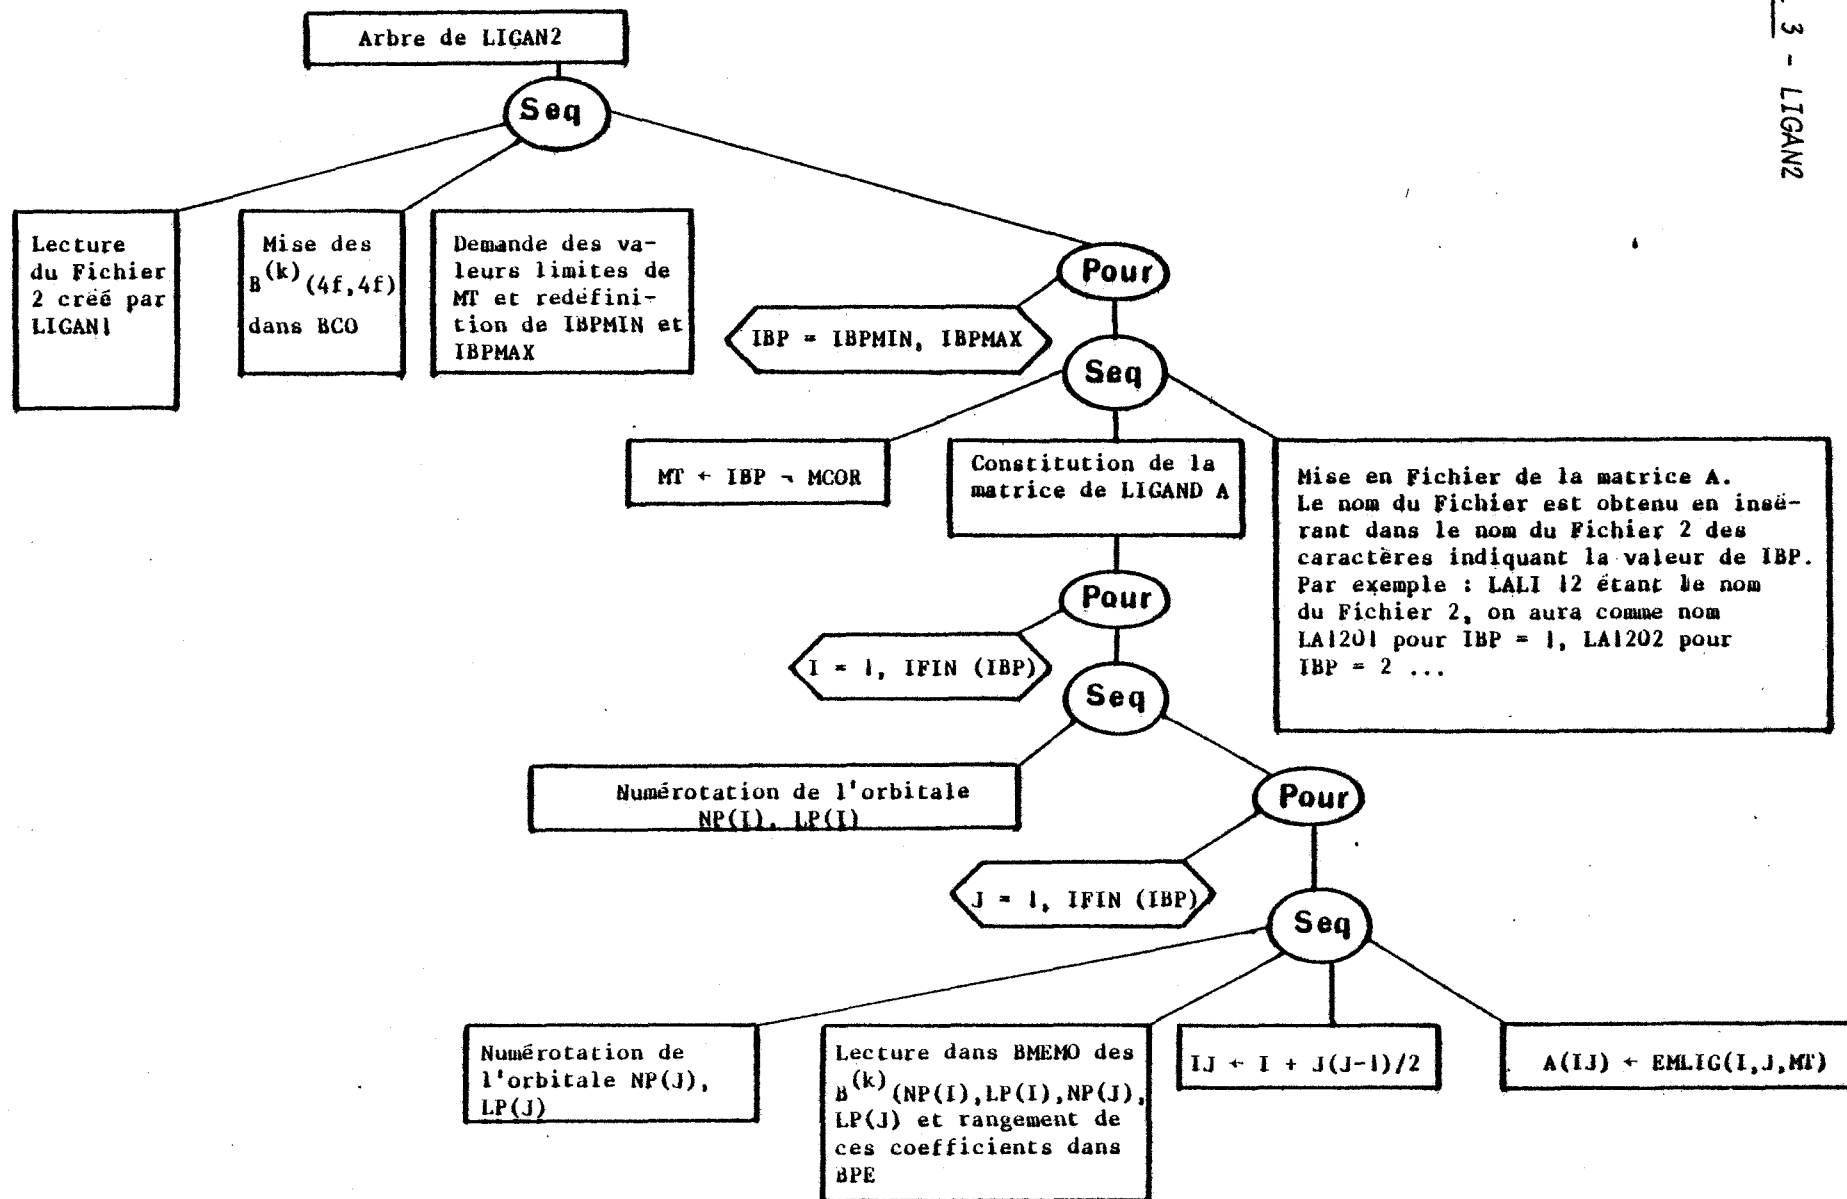 3 - LIGAN2
Arbre de LIGAN2
Seq
Lecture
du Fichier
2 créé par
LIGAN1
Mise des
B(k)(4f,4f)
dans BCO
Demande des va-
leurs limites de
MT et redéfini-
tion de IBPMIN et
IBPMAX
Pour
IBP = IBPMIN, IBPMAX
Seq
MT ← IBP ¬ MCOR
Constitution de la
matrice de LIGAND A
Mise en Fichier de la matrice A.
Le nom du Fichier est obtenu en insé-
rant dans le nom du Fichier 2 des
caractères indiquant la valeur de IBP.
Par exemple : LALI 12 étant le nom
du Fichier 2, on aura comme nom
LA1201 pour IBP = 1, LA1202 pour
IBP = 2 ...
Pour
I = 1, IFIN (IBP)
Seq
Numérotation de l'orbitale
NP(I), LP(I)
Pour
J = 1, IFIN (IBP)
Seq
Numérotation de
l'orbitale NP(J),
LP(J)
Lecture dans BMEMO des
B(k)(NP(I),LP(I),NP(J),
LP(J) et rangement de
ces coefficients dans
BPE
IJ ← I + J(J-1)/2
A(IJ) ← EMLIG(I,J,MT)